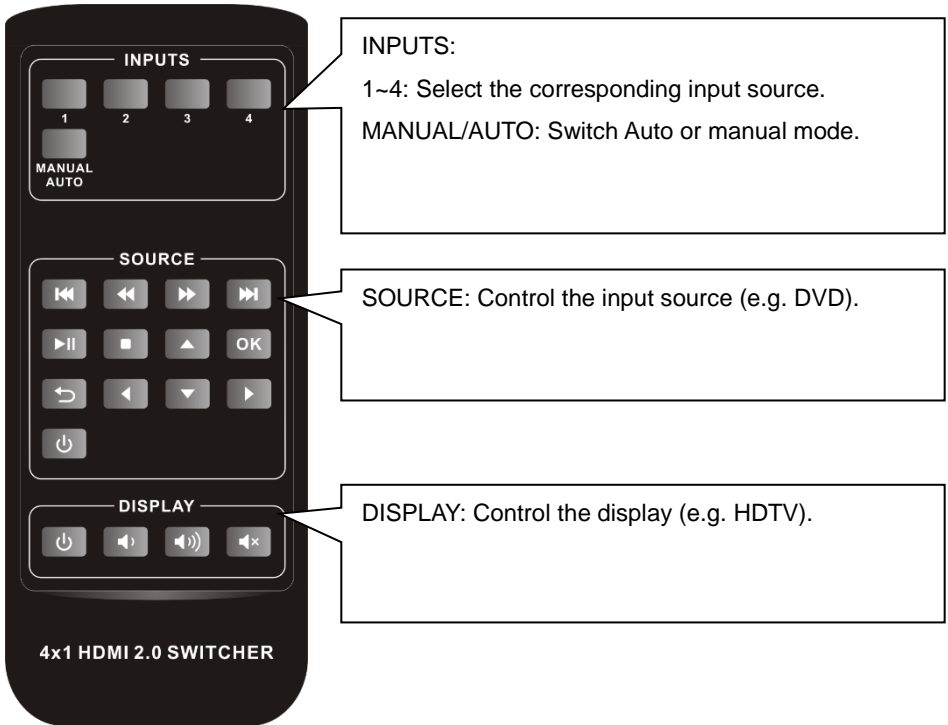 INPUTS
1 2 3 4
MANUAL
AUTO
SOURCE
OK
DISPLAY
4x1 HDMI 2.0 SWITCHER
INPUTS:
1~4: Select the corresponding input source.
MANUAL/AUTO: Switch Auto or manual mode.
SOURCE: Control the input source (e.g. DVD).
DISPLAY: Control the display (e.g. HDTV).